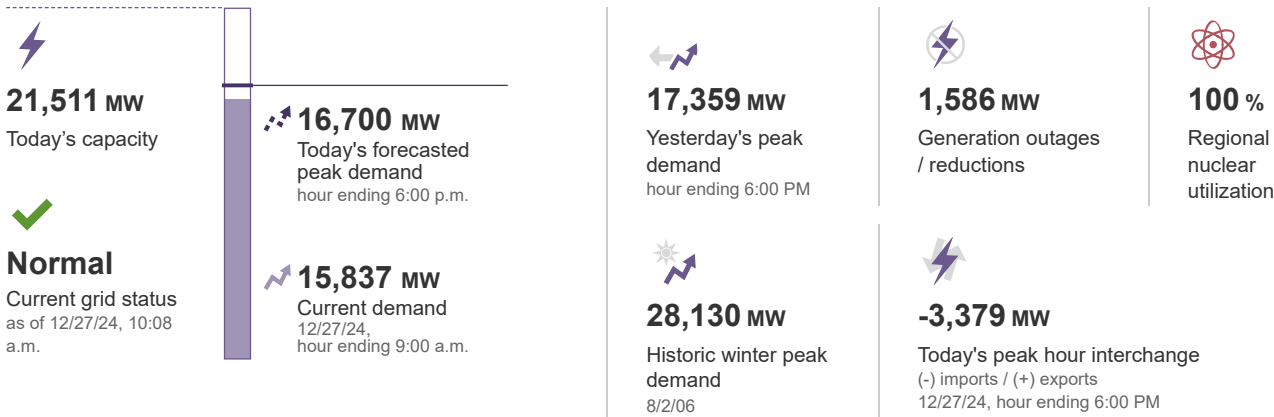 21,511 MW
Today's capacity
Normal
Current grid status
as of 12/27/24, 10:08
a.m.
16,700 MW
Today's forecasted
peak demand
hour ending 6:00 p.m.
15,837 MW
Current demand
12/27/24,
hour ending 9:00 a.m.
17,359 MW
Yesterday's peak
demand
hour ending 6:00 PM
1,586 MW
Generation outages
/ reductions
100 %
Regional
nuclear
utilization
28,130 MW
Historic winter peak
demand
8/2/06
-3,379 MW
Today's peak hour interchange
(-) imports / (+) exports
12/27/24, hour ending 6:00 PM